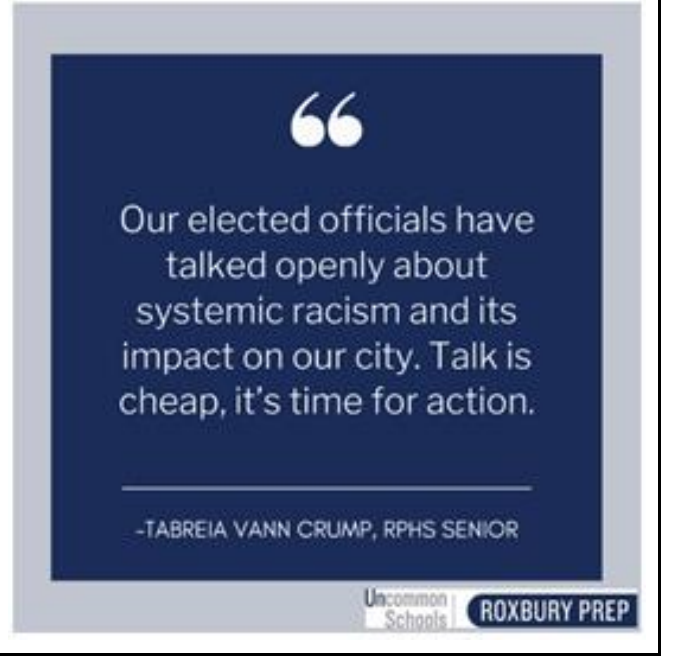 “
Our elected officials have
talked openly about
systemic racism and its
impact on our city. Talk is
cheap, it’s time for action.
-TABREIA VANN CRUMP, RPHS SENIOR
Uncommon
Schools
ROXBURY PREP